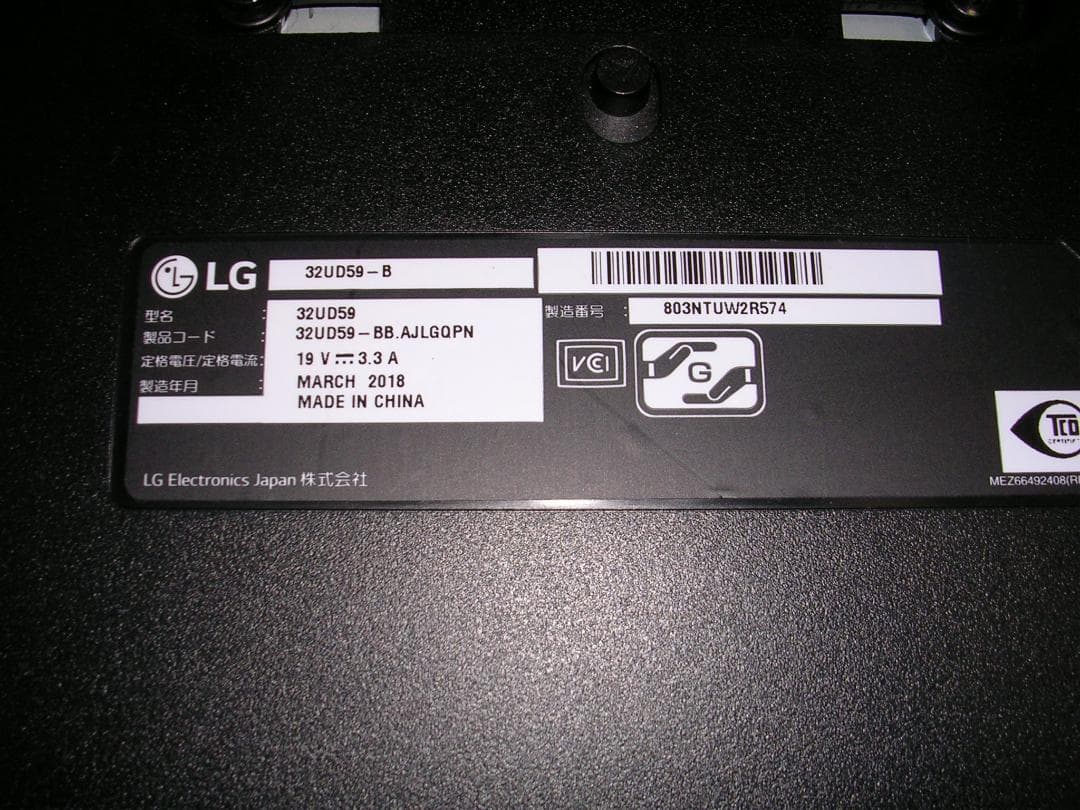 LG 32UD59-B
型名 : 32UD59
製品コード : 32UD59-BB.AJLGQPN
定格電圧/定格電流: 19 V ⎓ 3.3 A
製造年月 : MARCH 2018
MADE IN CHINA
製造番号 : 803NTUW2R574
VCCI
G
TCO
LG Electronics Japan 株式会社